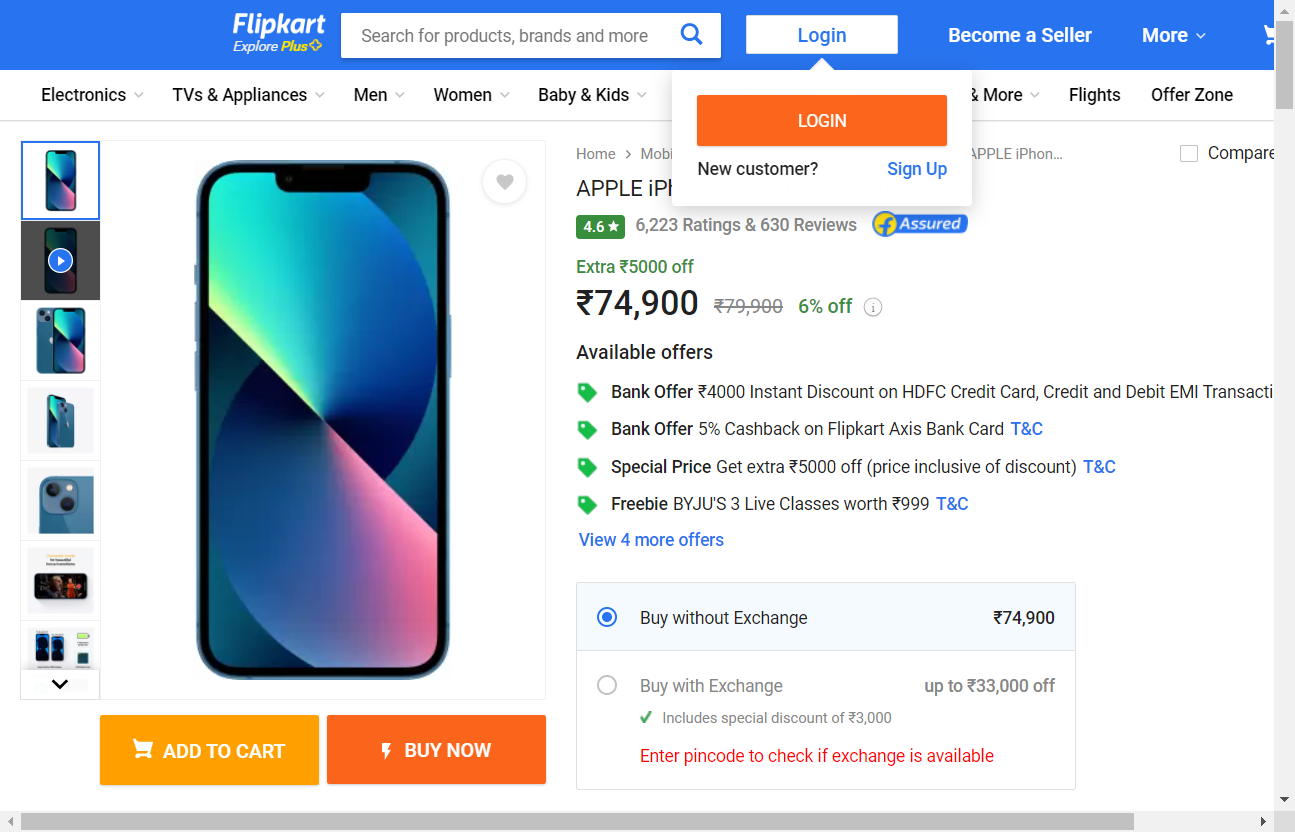 Flipkart
Explore Plus
Search for products, brands and more
Login
Become a Seller
More
Electronics
TVs & Appliances
Men
Women
Baby & Kids
& More
Flights
Offer Zone
LOGIN
New customer?
Sign Up
Home
Mobi
APPLE iPhon...
Compare
APPLE iPh
4.6
6,223 Ratings & 630 Reviews
Assured
Extra ₹5000 off
₹74,900 ₹79,900 6% off
Available offers
Bank Offer ₹4000 Instant Discount on HDFC Credit Card, Credit and Debit EMI Transacti
Bank Offer 5% Cashback on Flipkart Axis Bank Card T&C
Special Price Get extra ₹5000 off (price inclusive of discount) T&C
Freebie BYJU'S 3 Live Classes worth ₹999 T&C
View 4 more offers
Buy without Exchange ₹74,900
Buy with Exchange up to ₹33,000 off
Includes special discount of ₹3,000
Enter pincode to check if exchange is available
ADD TO CART
BUY NOW